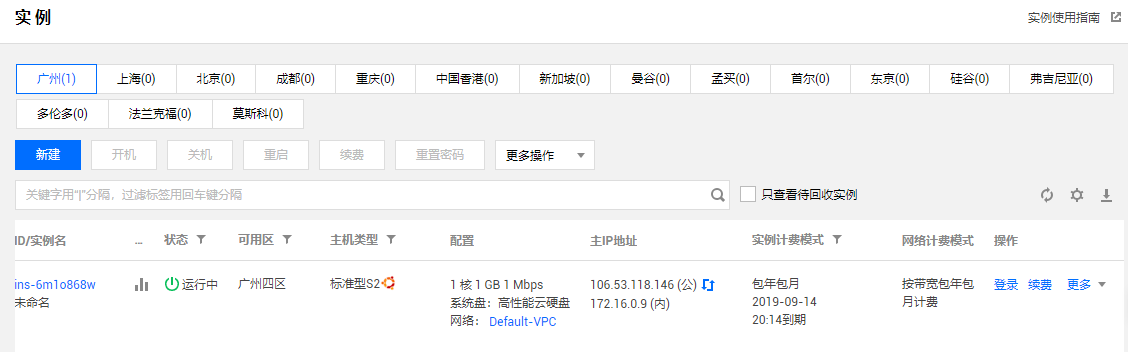 实例
实例使用指南
广州(1) 上海(0) 北京(0) 成都(0) 重庆(0) 中国香港(0) 新加坡(0) 曼谷(0) 孟买(0) 首尔(0) 东京(0) 硅谷(0) 弗吉尼亚(0)
多伦多(0) 法兰克福(0) 莫斯科(0)
新建 开机 关机 重启 续费 重置密码 更多操作
关键字用“|”分隔，过滤标签用回车键分隔 只查看待回收实例
ID/实例名 ... 状态 可用区 主机类型 配置 主IP地址 实例计费模式 网络计费模式 操作
ins-6m1o868w 运行中 广州四区 标准型S2 1 核 1 GB 1 Mbps 106.53.118.146 (公) 包年包月 按带宽包年包 登录 续费 更多
未命名 系统盘：高性能云硬盘 172.16.0.9 (内) 2019-09-14 月计费
网络： Default-VPC 20:14到期